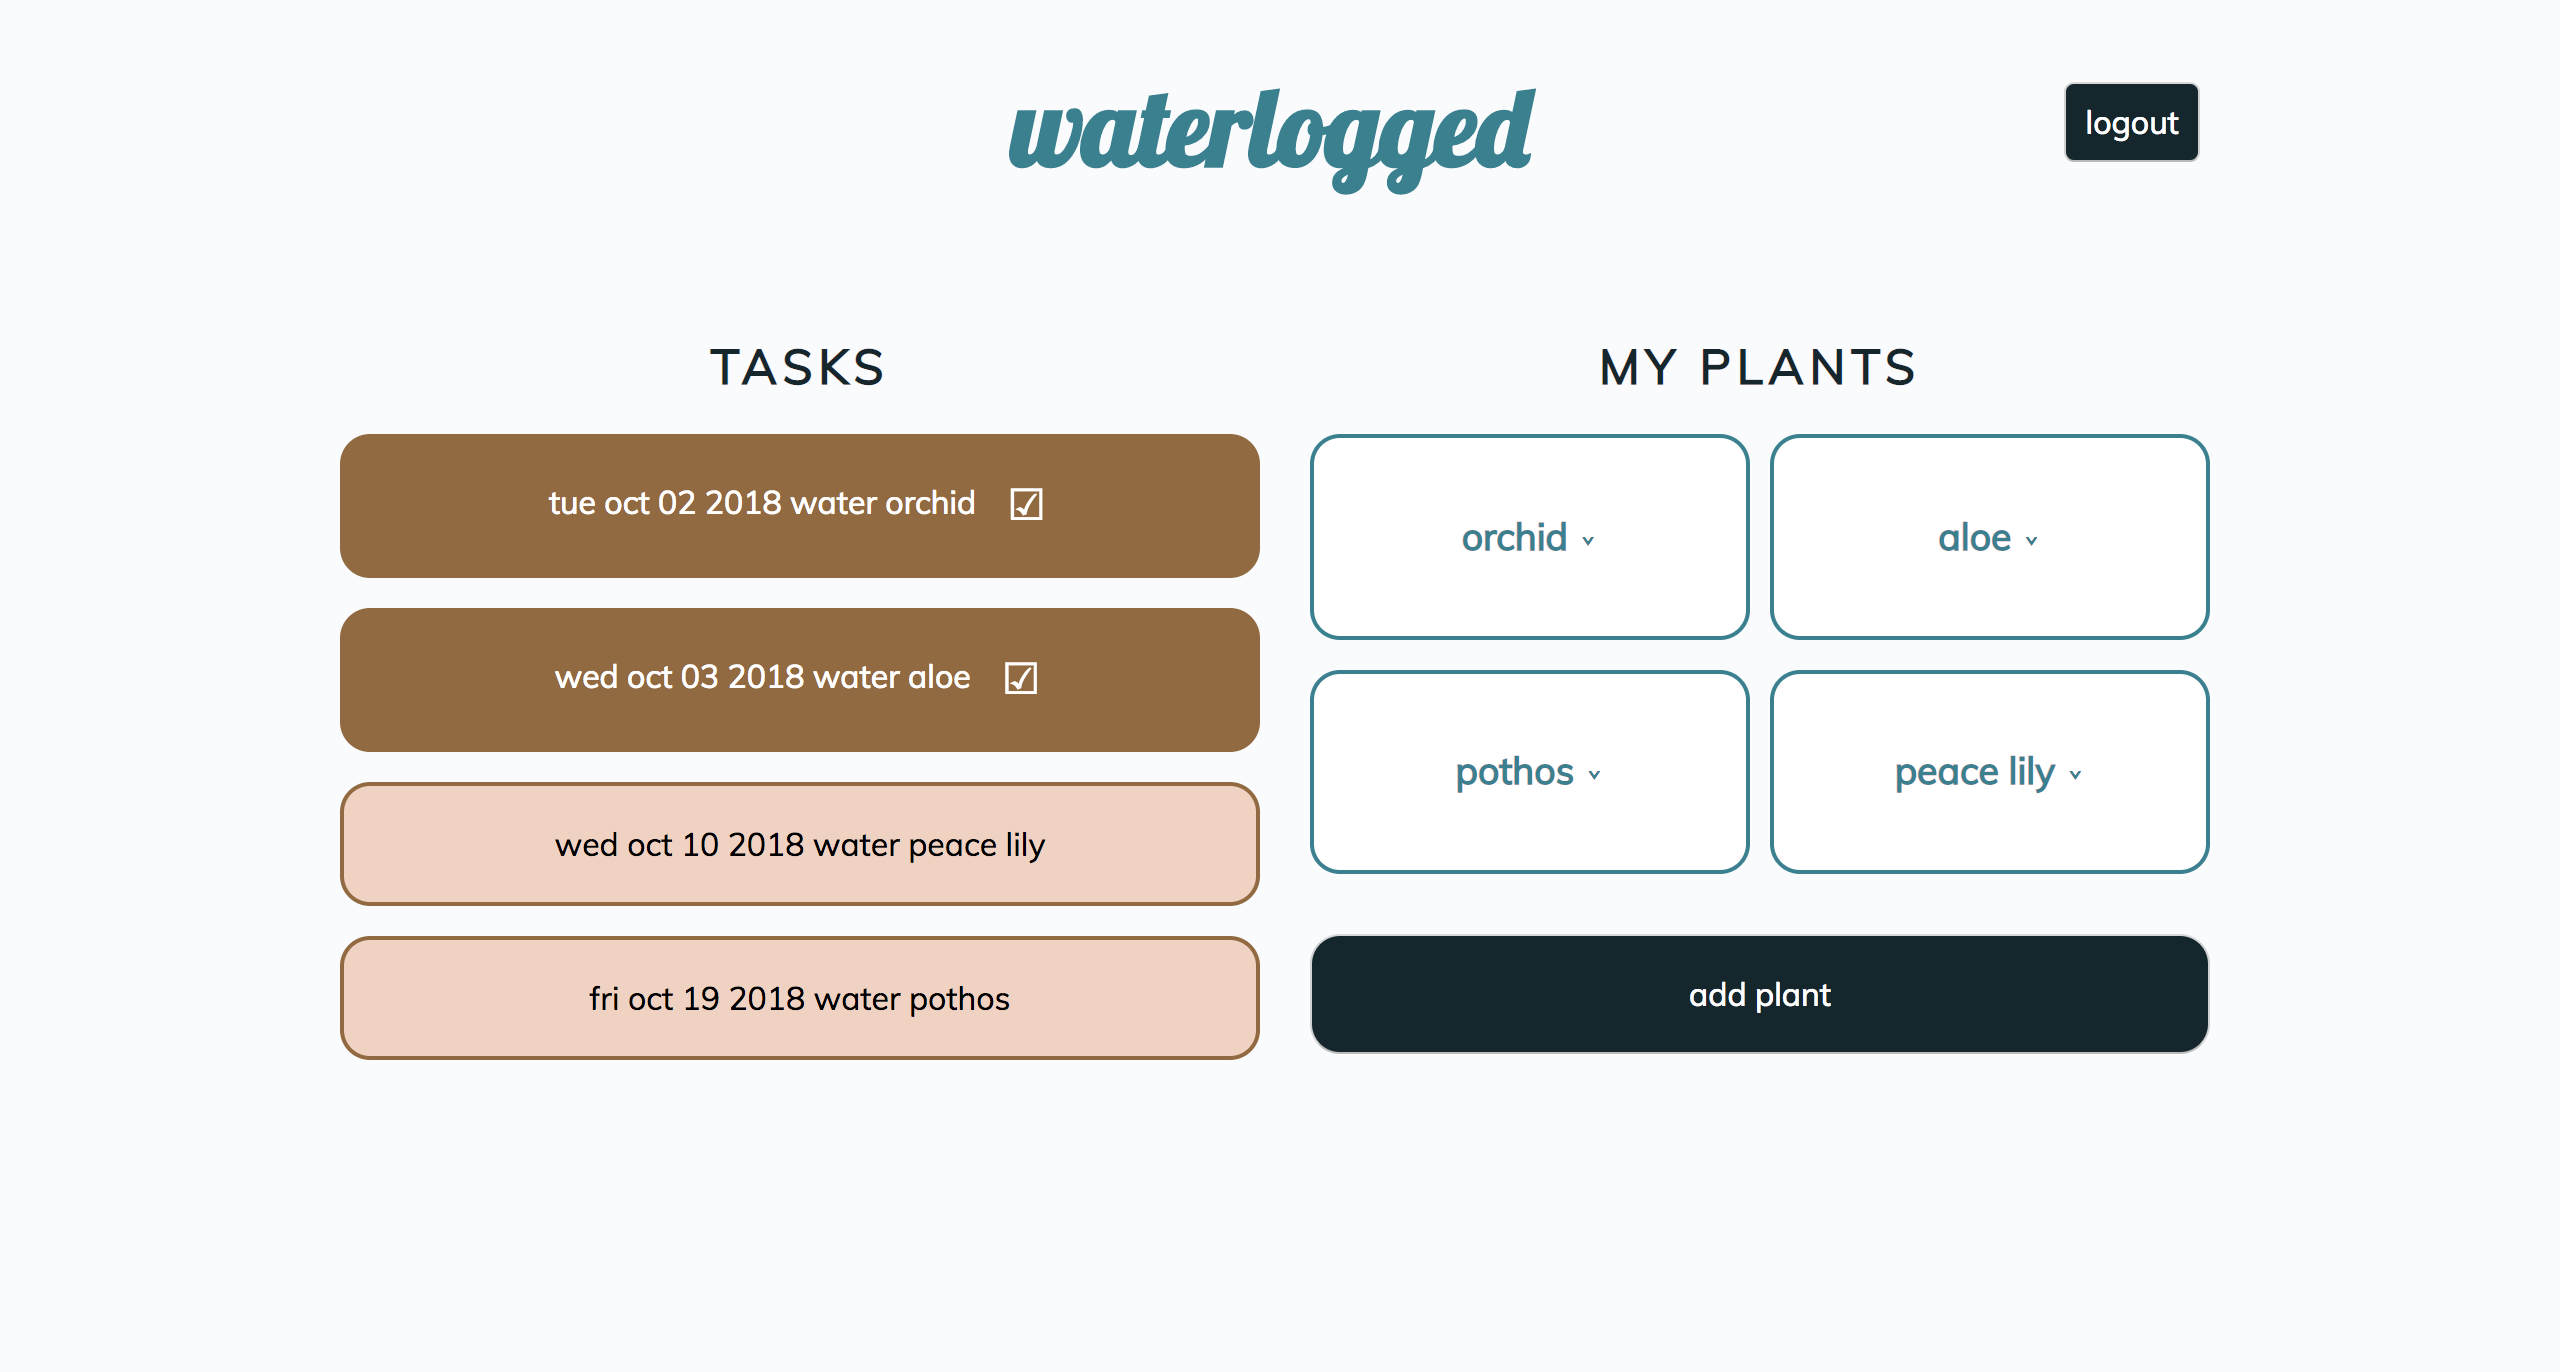 waterlogged
logout
TASKS
tue oct 02 2018 water orchid ☑
wed oct 03 2018 water aloe ☑
wed oct 10 2018 water peace lily
fri oct 19 2018 water pothos
MY PLANTS
orchid ˅
aloe ˅
pothos ˅
peace lily ˅
add plant